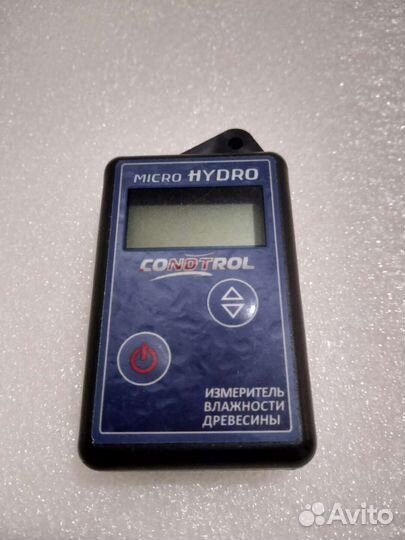 MICRO HYDRO
CONDTROL
ИЗМЕРИТЕЛЬ
ВЛАЖНОСТИ
ДРЕВЕСИНЫ
Avito